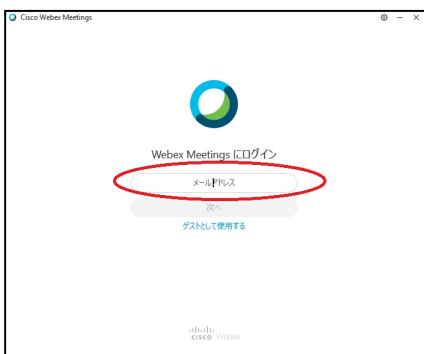 Cisco Webex Meetings
Webex Meetings にログイン
メールアドレス
次へ
ゲストとして使用する
cisco Webex